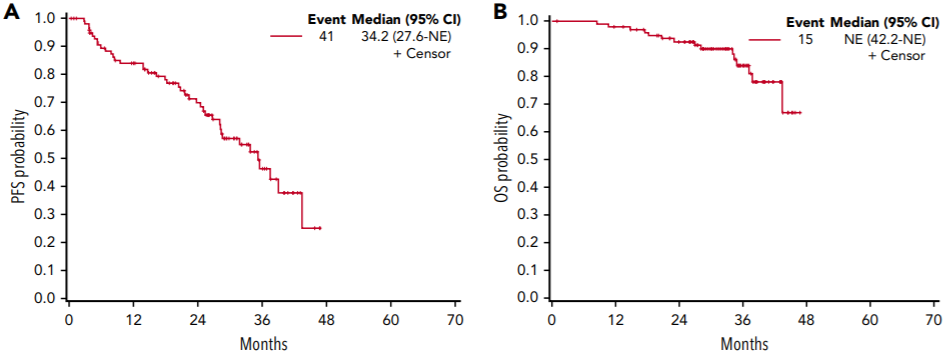 A
Event Median (95% CI)
41 34.2 (27.6-NE)
+ Censor
PFS probability
1.0
0.9
0.8
0.7
0.6
0.5
0.4
0.3
0.2
0.1
0.0
0 12 24 36 48 60 70
Months
B
Event Median (95% CI)
15 NE (42.2-NE)
+ Censor
OS probability
1.0
0.9
0.8
0.7
0.6
0.5
0.4
0.3
0.2
0.1
0.0
0 12 24 36 48 60 70
Months